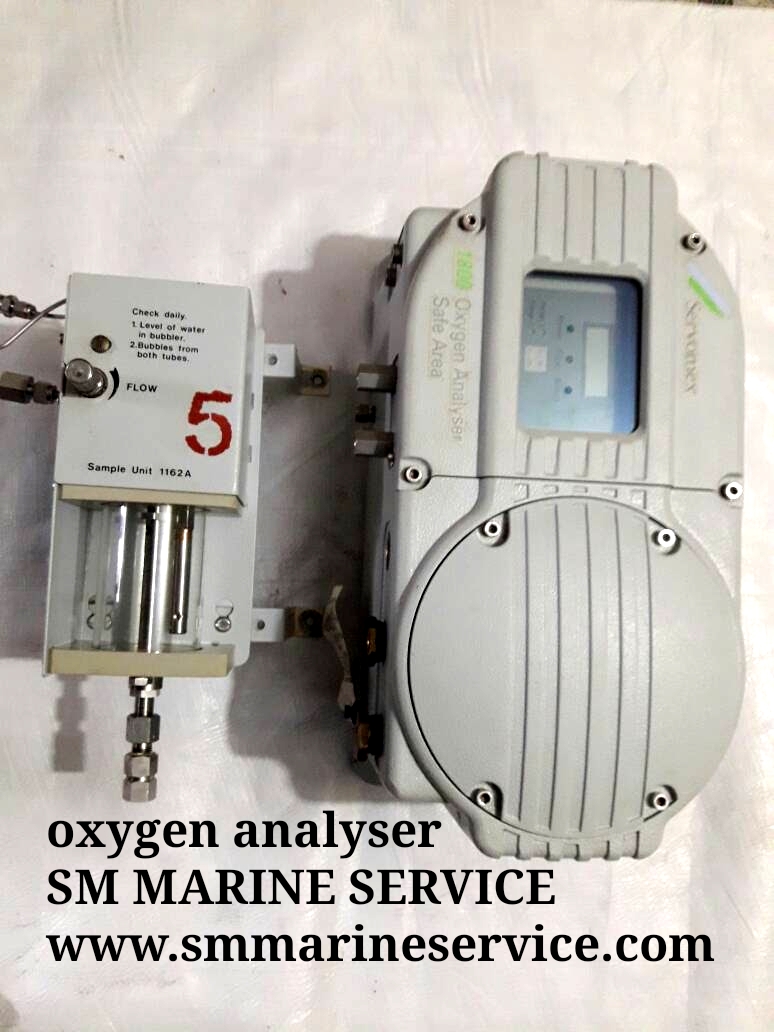 Check daily.
1. Level of water
in bubbler.
2. Bubbles from
both tubes.
FLOW
5
Sample Unit 1162A
1800 Oxygen Analyser
Safe Area
Servomex
oxygen analyser
SM MARINE SERVICE
www.smmarineservice.com